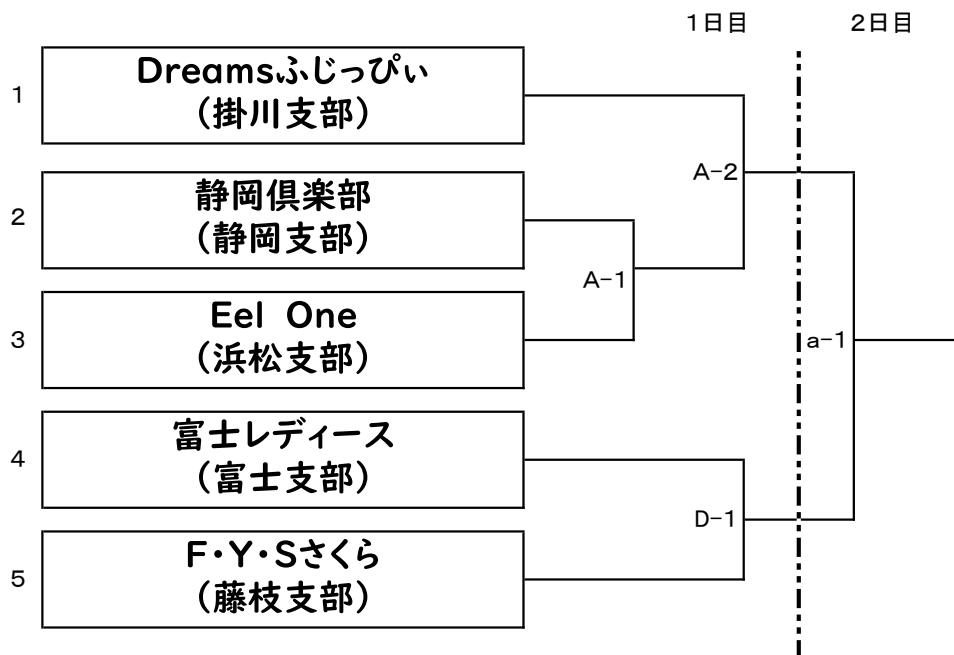 １日目 ２日目
1
Dreamsふじっぴぃ
（掛川支部）
A-2
2
静岡倶楽部
（静岡支部）
A-1
3
Eel One
（浜松支部）
a-1
4
富士レディース
（富士支部）
D-1
5
F・Y・Sさくら
（藤枝支部）